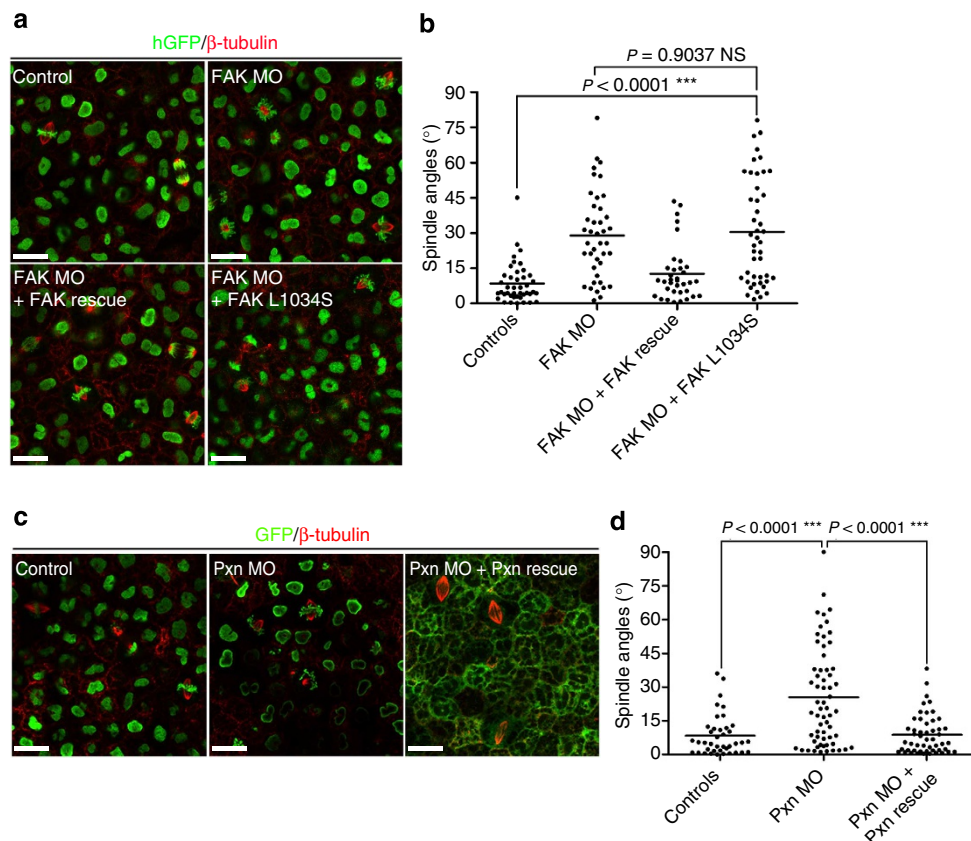 a
hGFP/β-tubulin
Control
FAK MO
FAK MO
+ FAK rescue
FAK MO
+ FAK L1034S
b
P = 0.9037 NS
P < 0.0001 ***
90
75
60
45
30
15
0
Spindle angles (°)
Controls
FAK MO
FAK MO + FAK rescue
FAK MO + FAK L1034S
c
GFP/β-tubulin
Control
Pxn MO
Pxn MO + Pxn rescue
d
P < 0.0001 ***
P < 0.0001 ***
90
75
60
45
30
15
0
Spindle angles (°)
Controls
Pxn MO
Pxn MO +
Pxn rescue